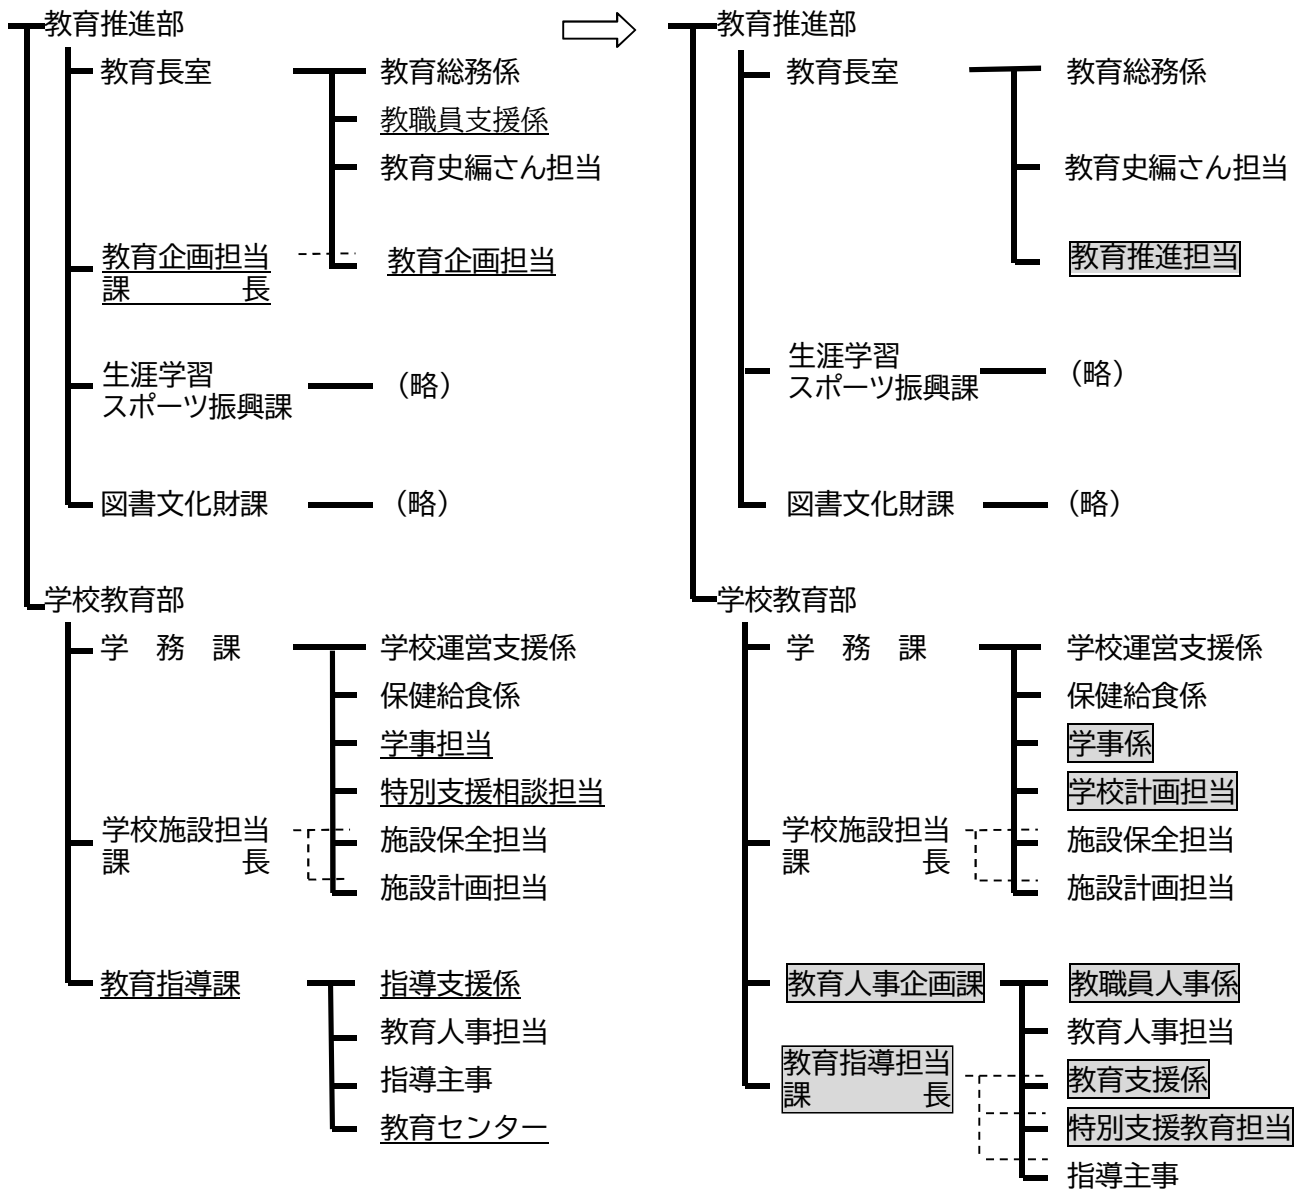 教育推進部
教育長室
教育総務係
教職員支援係
教育史編さん担当
教育企画担当
課長
教育企画担当
生涯学習
スポーツ振興課
（略）
図書文化財課
（略）
学校教育部
学務課
学校運営支援係
保健給食係
学事担当
特別支援相談担当
学校施設担当
課長
施設保全担当
施設計画担当
教育指導課
指導支援係
教育人事担当
指導主事
教育センター
教育推進部
教育長室
教育総務係
教育史編さん担当
教育推進担当
生涯学習
スポーツ振興課
（略）
図書文化財課
（略）
学校教育部
学務課
学校運営支援係
保健給食係
学事係
学校計画担当
学校施設担当
課長
施設保全担当
施設計画担当
教育人事企画課
教職員人事係
教育人事担当
教育指導担当
課長
教育支援係
特別支援教育担当
指導主事